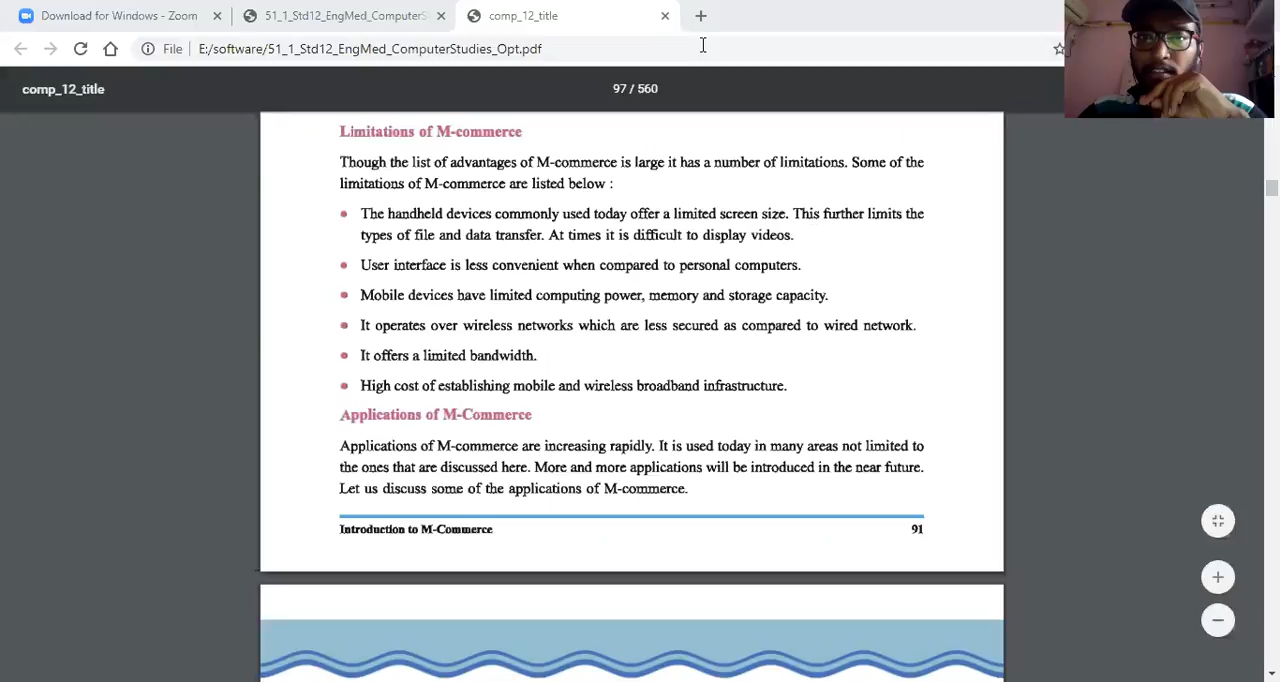 Download for Windows - Zoom
51_1_Std12_EngMed_ComputerS
comp_12_title
File
E:/software/51_1_Std12_EngMed_ComputerStudies_Opt.pdf
comp_12_title
97 / 560
Limitations of M-commerce
Though the list of advantages of M-commerce is large it has a number of limitations. Some of the
limitations of M-commerce are listed below :
• The handheld devices commonly used today offer a limited screen size. This further limits the
types of file and data transfer. At times it is difficult to display videos.
• User interface is less convenient when compared to personal computers.
• Mobile devices have limited computing power, memory and storage capacity.
• It operates over wireless networks which are less secured as compared to wired network.
• It offers a limited bandwidth.
• High cost of establishing mobile and wireless broadband infrastructure.
Applications of M-Commerce
Applications of M-commerce are increasing rapidly. It is used today in many areas not limited to
the ones that are discussed here. More and more applications will be introduced in the near future.
Let us discuss some of the applications of M-commerce.
Introduction to M-Commerce
91